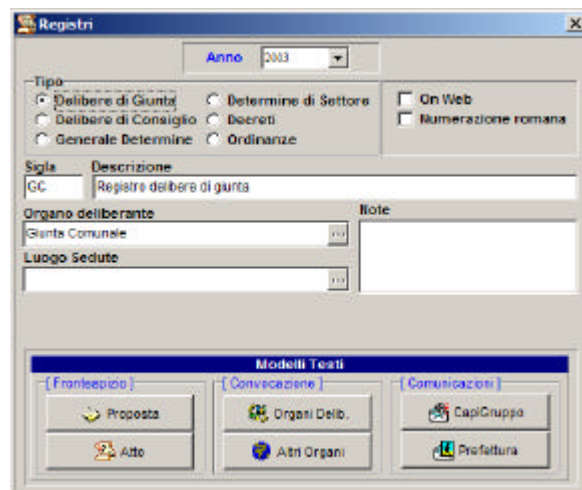 Registri
Anno 2003
Tipo
Delibere di Giunta Determine di Settore On Web
Delibere di Consiglio Decreti Numerazione romana
Generale Determine Ordinanze
Sigla Descrizione
GC Registro delibere di giunta
Organo deliberante Note
Giunta Comunale ...
Luogo Sedute
...
Modelli Testi
[ Frontespizio ] [ Convocazione ] [ Comunicazioni ]
Proposta Organi Delib. CapiGruppo
Atto Altri Organi Prefettura